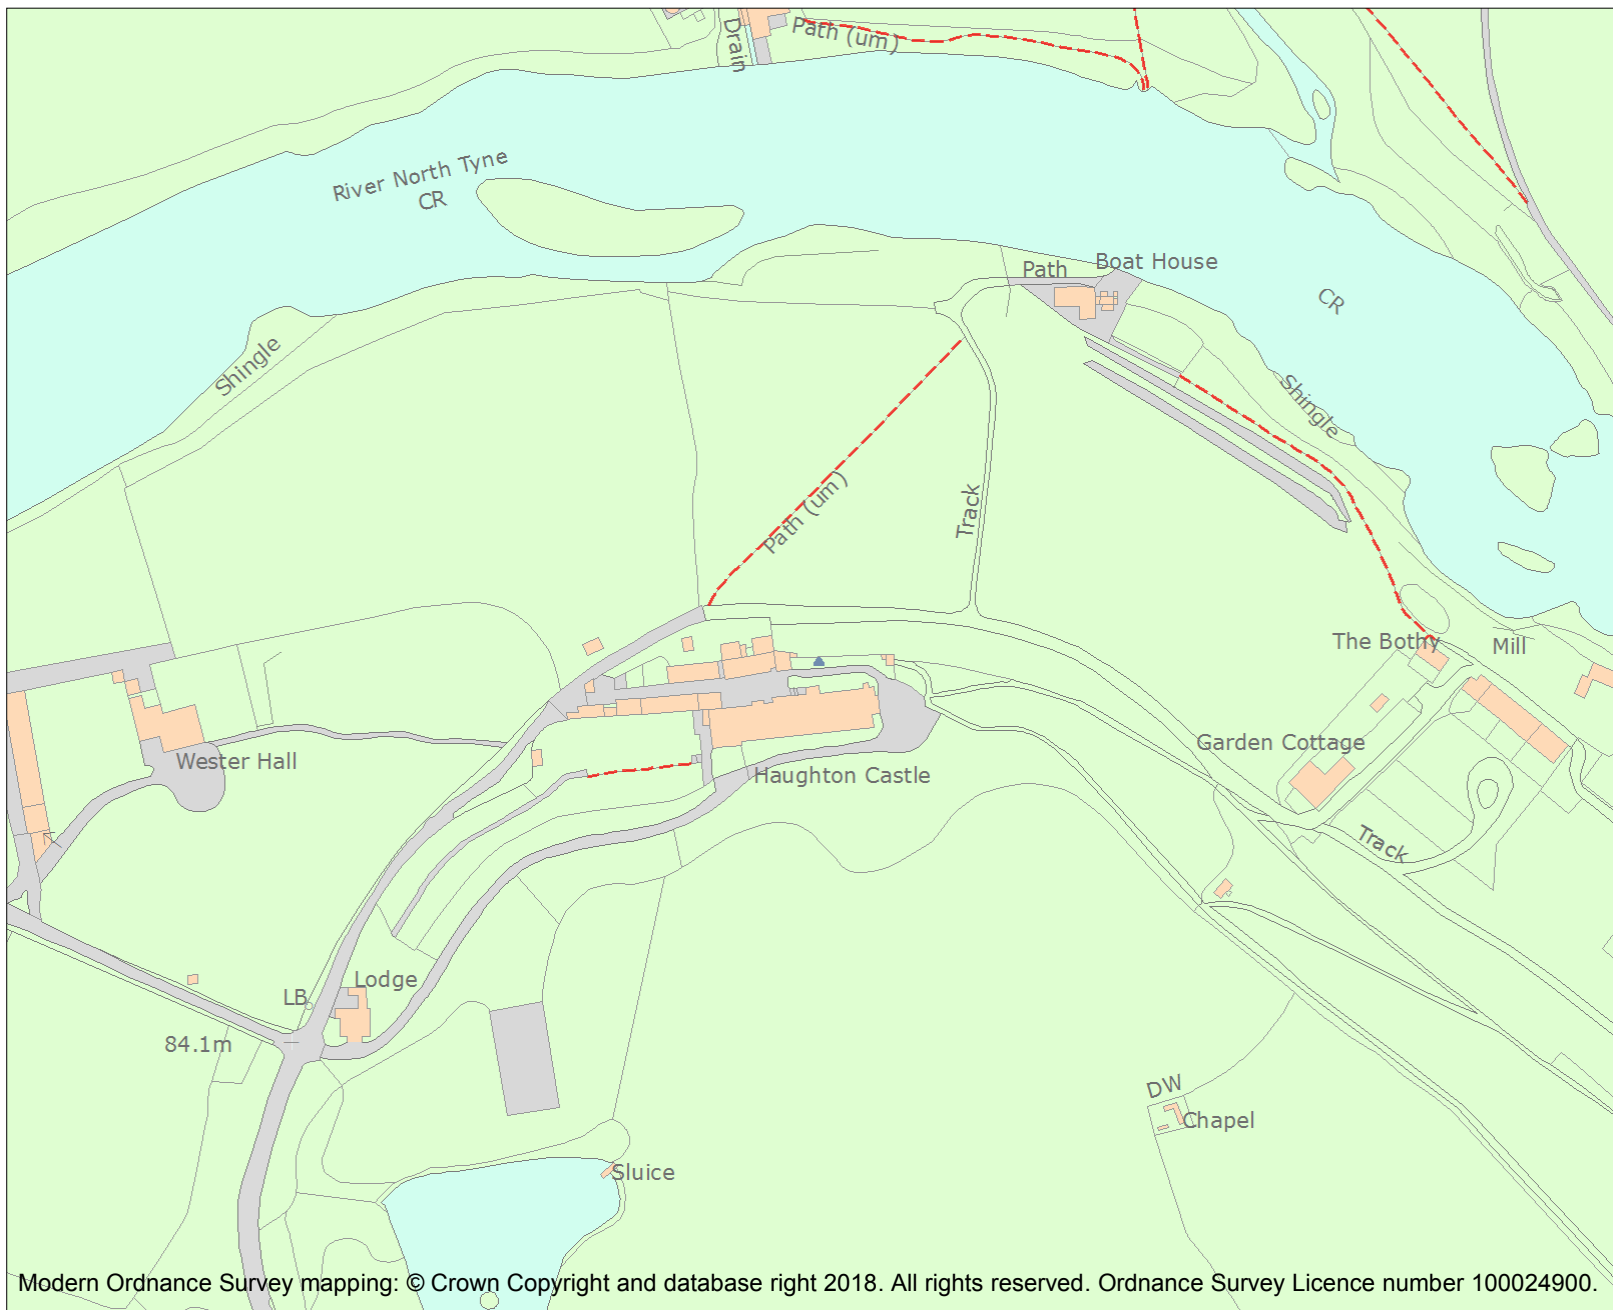 Drain
Path (um)
River North Tyne
CR
Path
Boat House
CR
Shingle
Shingle
Path (um)
Track
The Bothy
Mill
Garden Cottage
Wester Hall
Haughton Castle
Track
Lodge
LB
84.1m
DW
Chapel
Sluice
Modern Ordnance Survey mapping: © Crown Copyright and database right 2018. All rights reserved. Ordnance Survey Licence number 100024900.